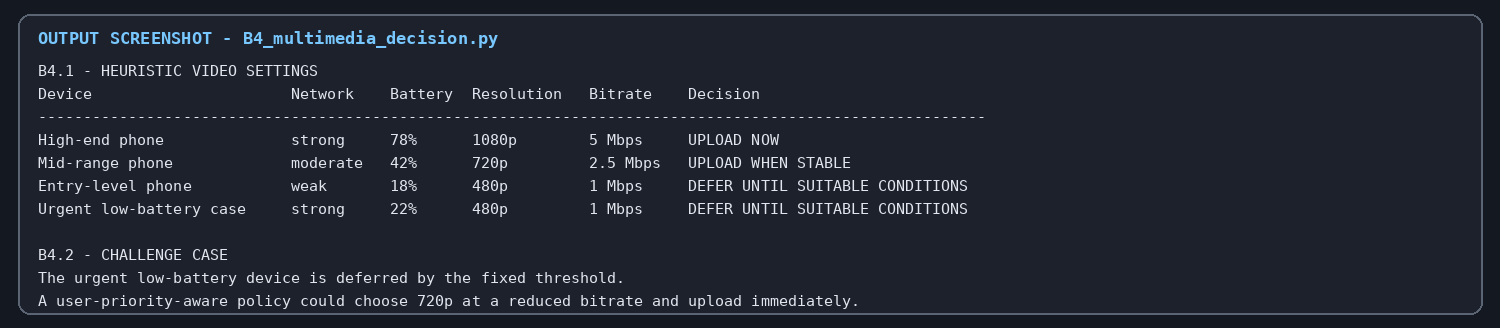 OUTPUT SCREENSHOT - B4_multimedia_decision.py
B4.1 - HEURISTIC VIDEO SETTINGS
Device                      Network    Battery  Resolution   Bitrate    Decision
---------------------------------------------------------------------------------------------------------
High-end phone              strong     78%      1080p        5 Mbps     UPLOAD NOW
Mid-range phone             moderate   42%      720p         2.5 Mbps   UPLOAD WHEN STABLE
Entry-level phone           weak       18%      480p         1 Mbps     DEFER UNTIL SUITABLE CONDITIONS
Urgent low-battery case     strong     22%      480p         1 Mbps     DEFER UNTIL SUITABLE CONDITIONS
B4.2 - CHALLENGE CASE
The urgent low-battery device is deferred by the fixed threshold.
A user-priority-aware policy could choose 720p at a reduced bitrate and upload immediately.